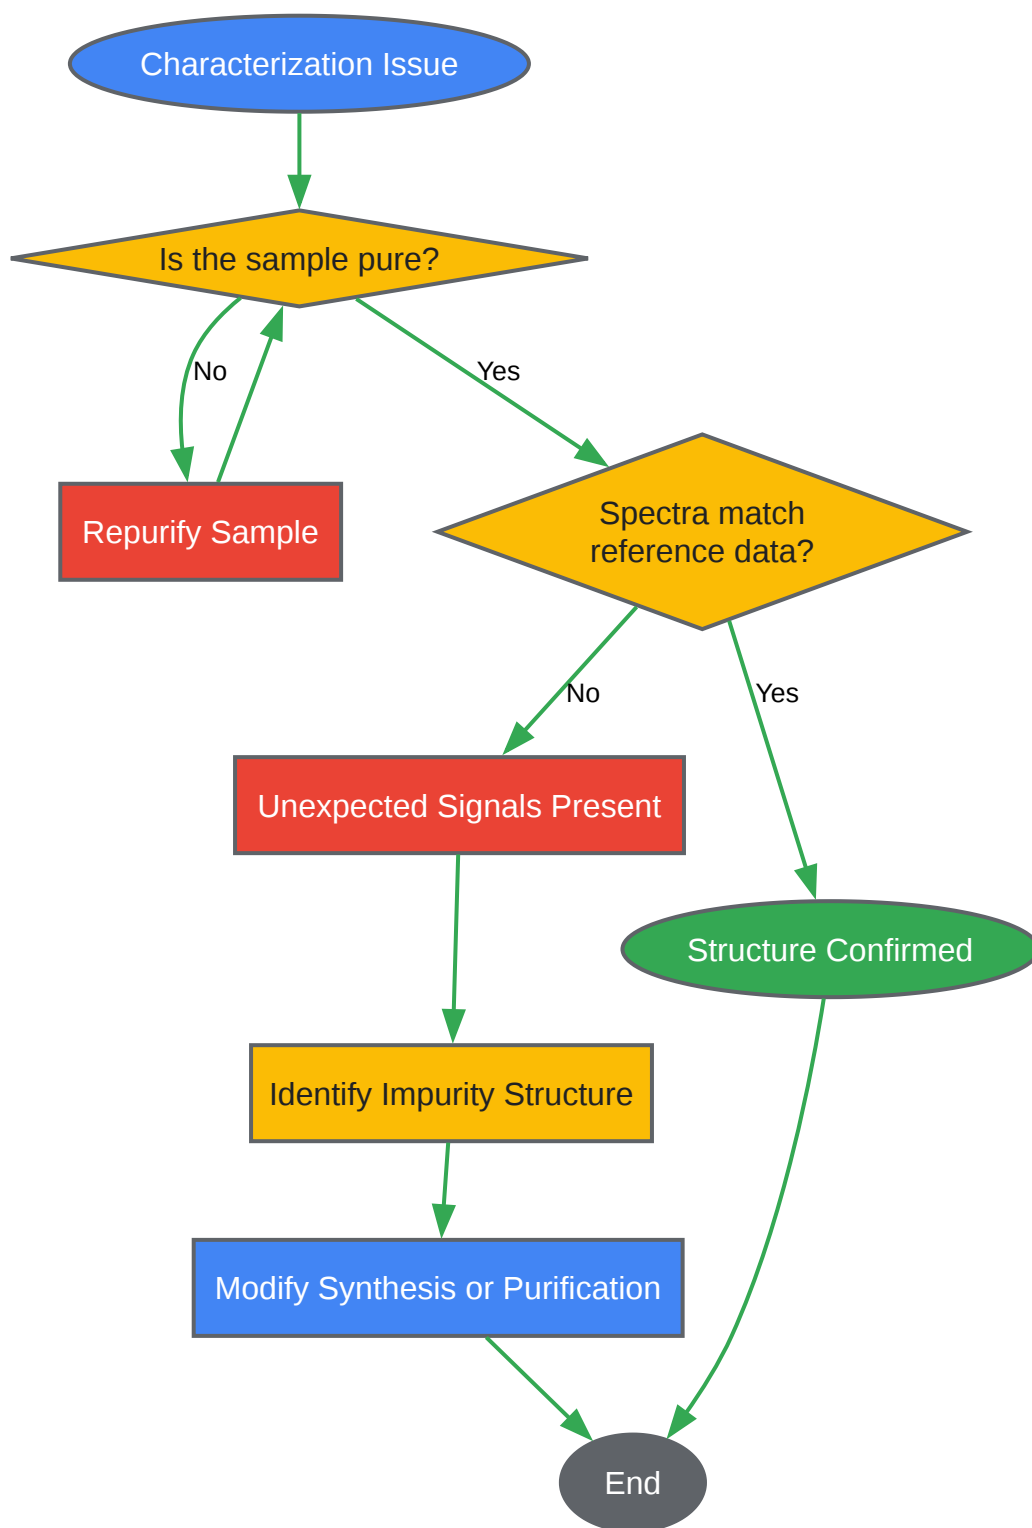 Characterization Issue
Is the sample pure?
No
Yes
Repurify Sample
Spectra match
reference data?
No
Yes
Unexpected Signals Present
Structure Confirmed
Identify Impurity Structure
Modify Synthesis or Purification
End